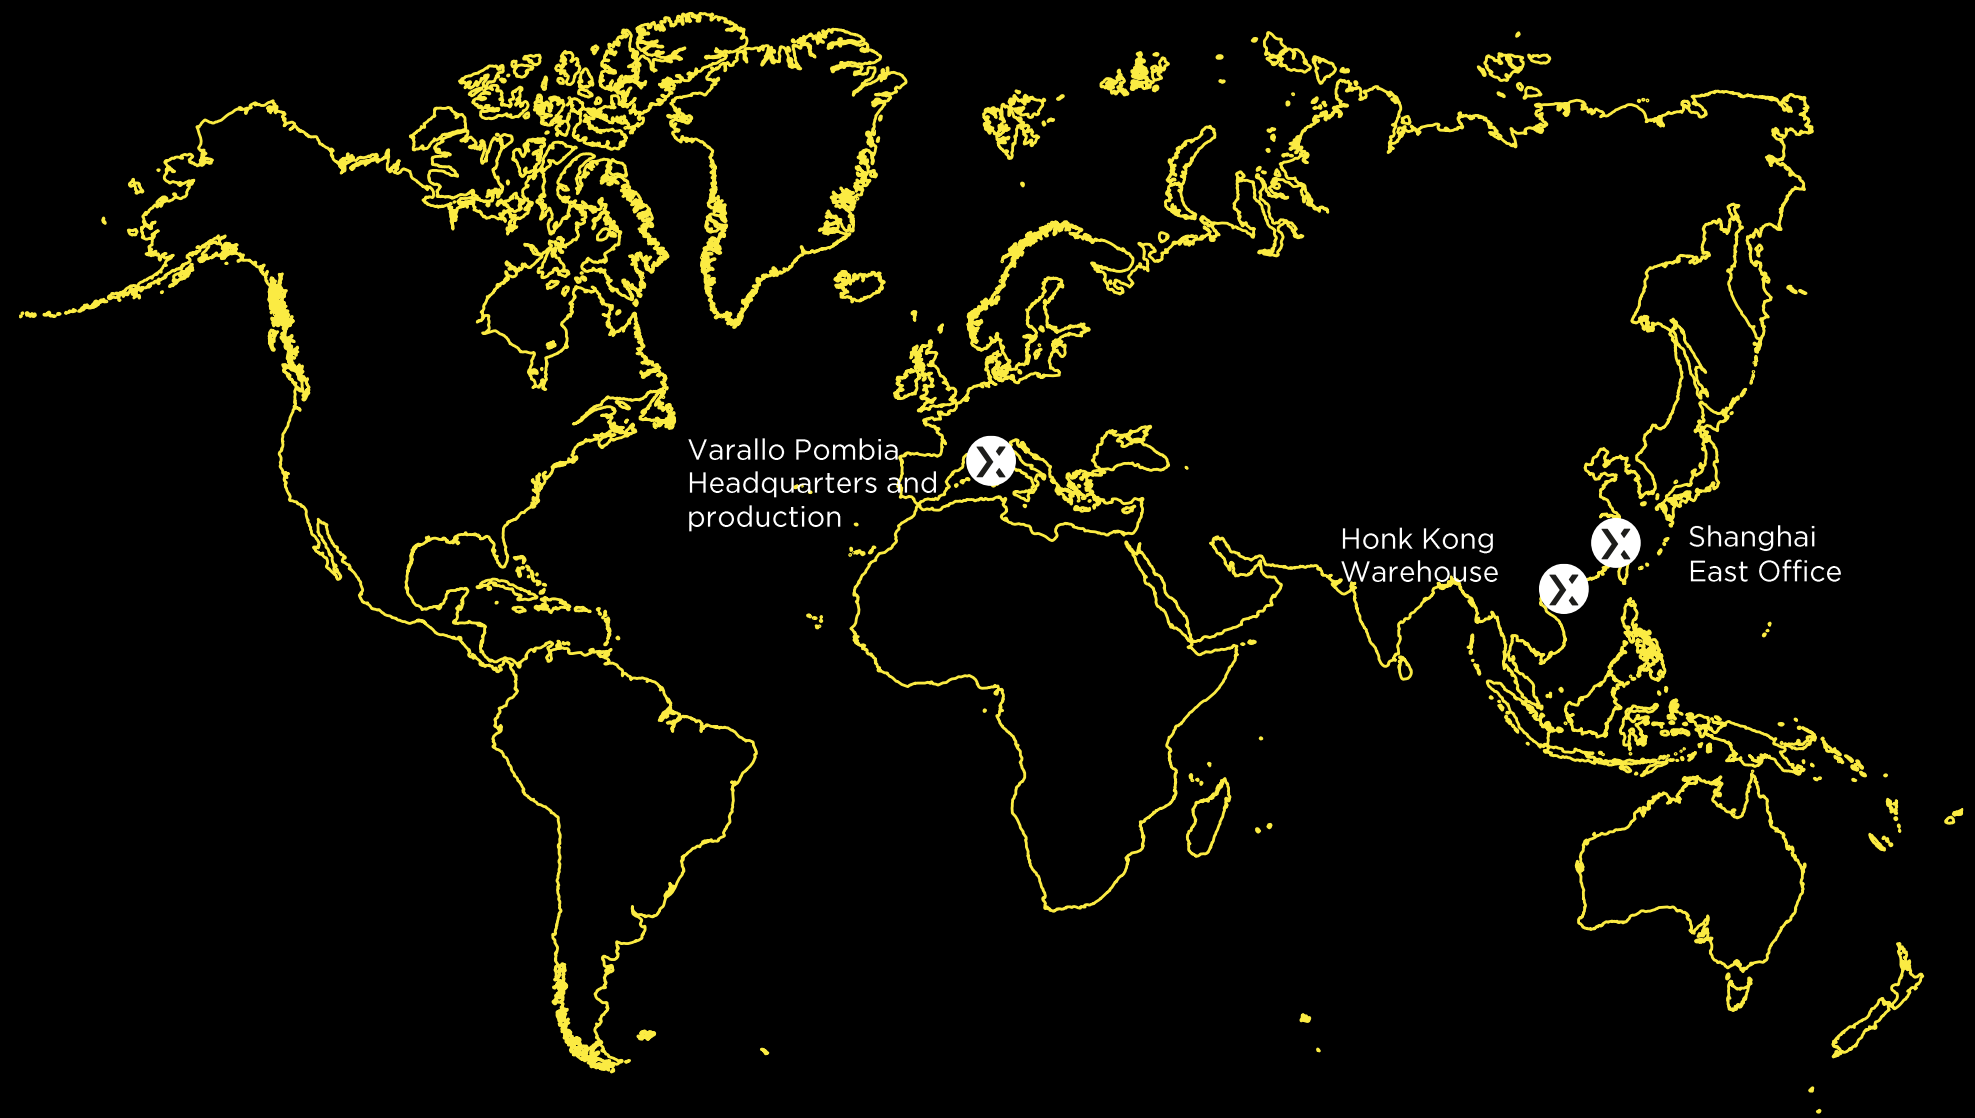 Varallo Pombia
Headquarters and
production
Honk Kong
Warehouse
Shanghai
East Office